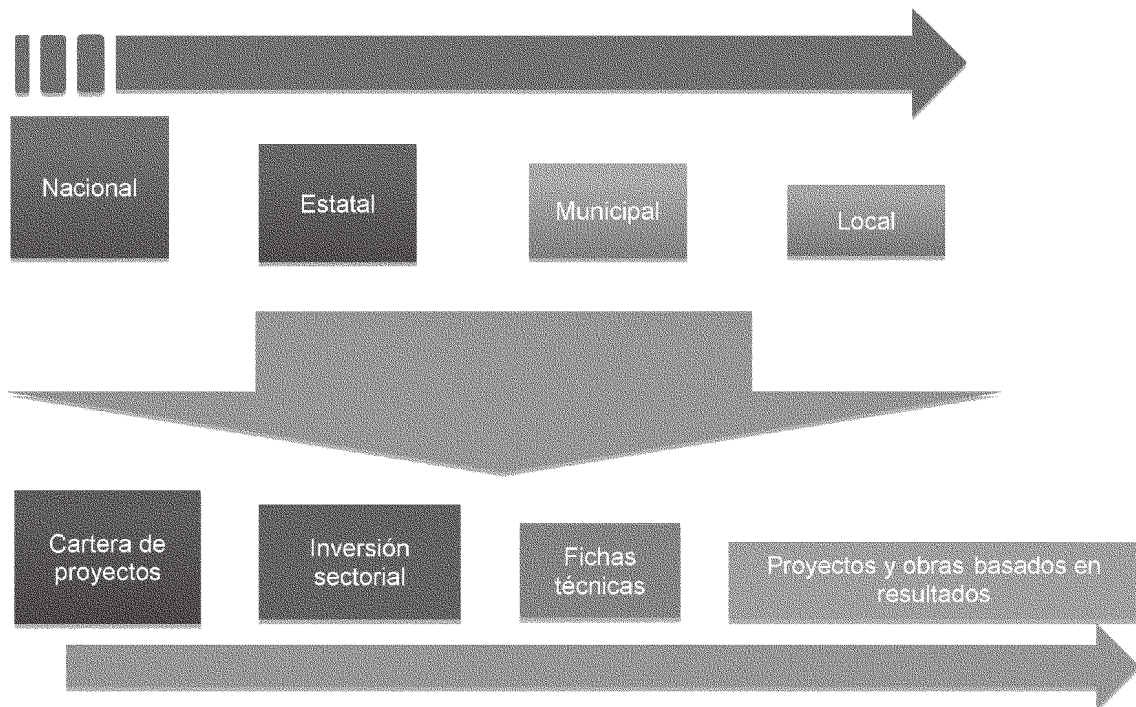 Nacional
Estatal
Municipal
Local
Cartera de
proyectos
Inversión
sectorial
Fichas
técnicas
Proyectos y obras basados en
resultados